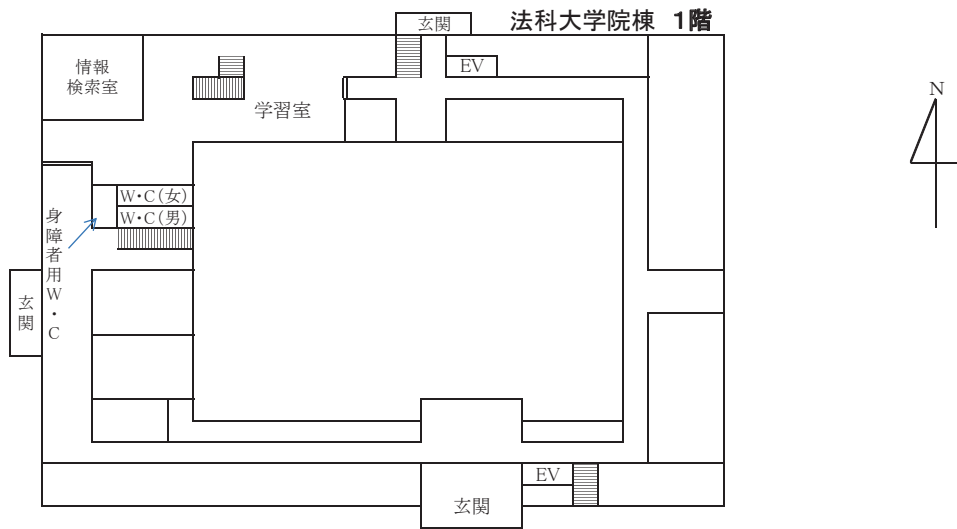 法科大学院棟 1階
玄関
EV
情報
検索室
学習室
N
W・C(女)
W・C(男)
身障者用W・C
玄関
EV
玄関